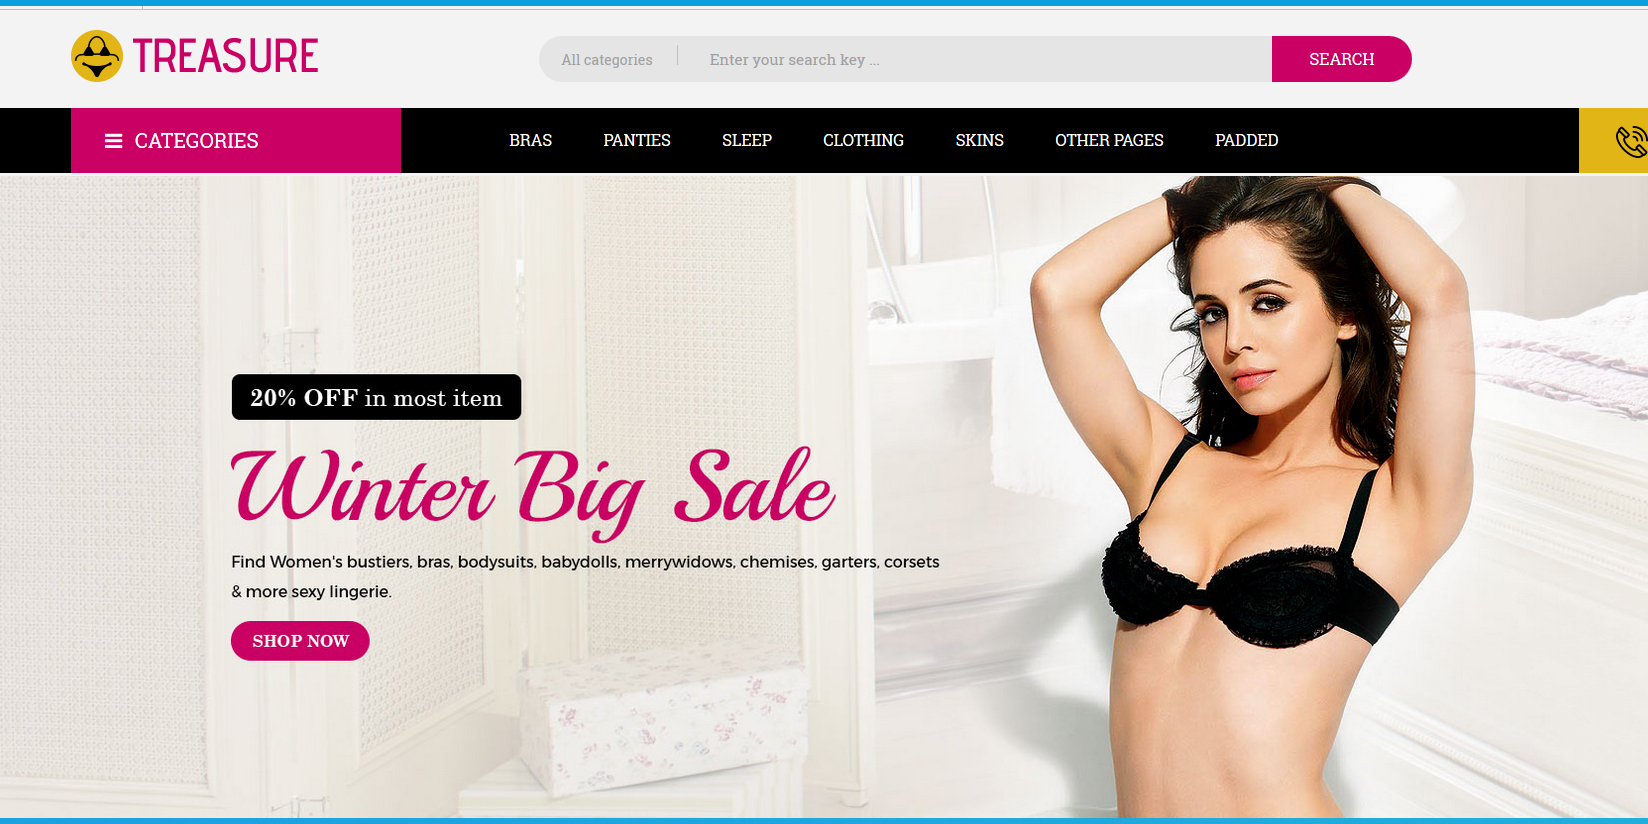 TREASURE
All categories
Enter your search key ...
SEARCH
CATEGORIES
BRAS
PANTIES
SLEEP
CLOTHING
SKINS
OTHER PAGES
PADDED
20% OFF in most item
Winter Big Sale
Find Women's bustiers, bras, bodysuits, babydolls, merrywidows, chemises, garters, corsets
& more sexy lingerie.
SHOP NOW